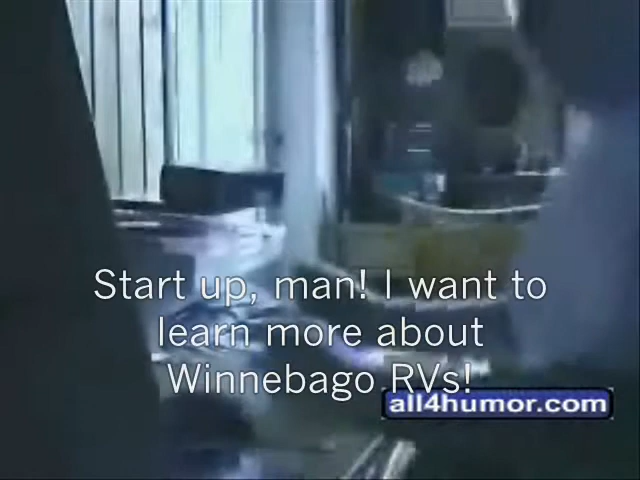 Start up, man! I want to
learn more about
Winnebago RVs!
all4humor.com